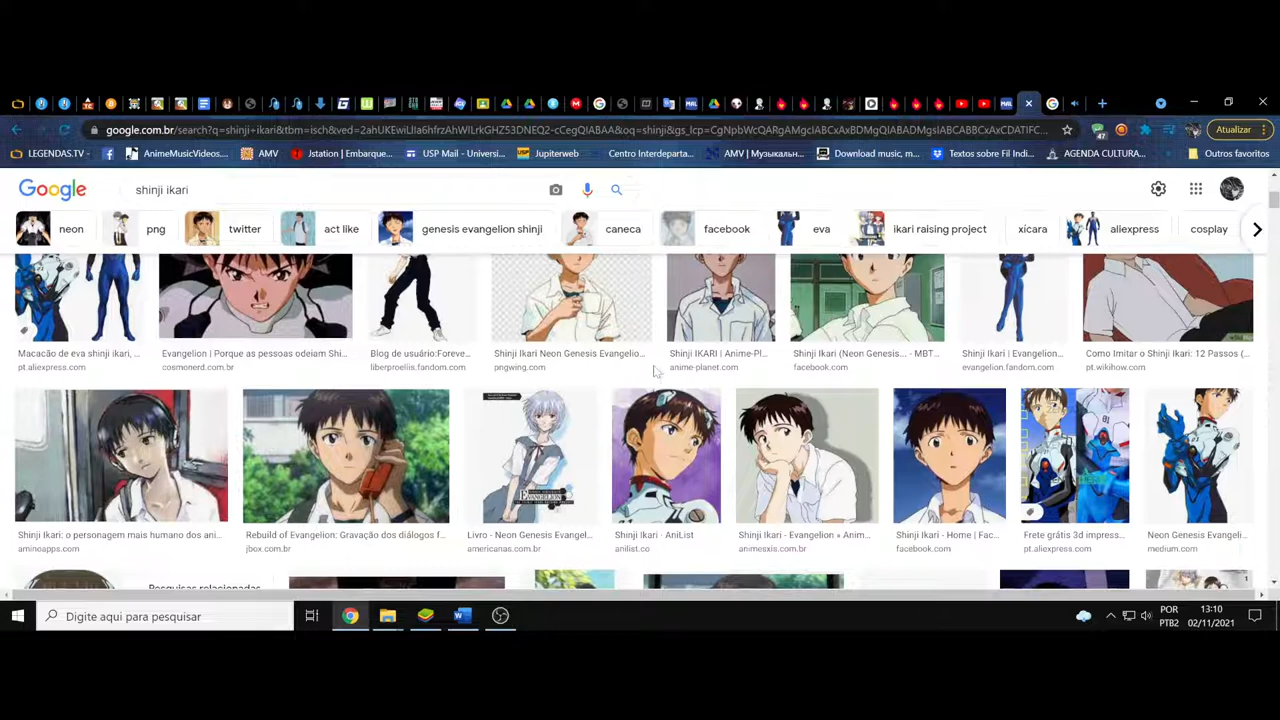 google.com.br/search?q=shinji+ikari&tbm=isch&ved=2ahUKEwiLlIa6hfrzAhWILrkGHZ53DNEQ2-cCegQIABAA&oq=shinji&gs_lcp=CgNpbWcQARgAMgcIABCxAxBDMgQIABADMgsIABCABBCxAxCDATIFC...
47
Atualizar
LEGENDAS.TV
AnimeMusicVideos...
AMV
Jstation | Embarque...
USP Mail - Universi...
Jupiterweb
Centro Interdeparta...
AMV | Музыкальн...
Download music, m...
Textos sobre Fil Indi...
AGENDA CULTURA...
Outros favoritos
Google
shinji ikari
neon
png
twitter
act like
genesis evangelion shinji
caneca
facebook
eva
ikari raising project
xicara
aliexpress
cosplay
Macacão de eva shinji ikari, ...
pt.aliexpress.com
Evangelion | Porque as pessoas odeiam Shi...
cosmonerd.com.br
Blog de usuário:Foreve...
liberproeliis.fandom.com
Shinji Ikari Neon Genesis Evangelio...
pngwing.com
Shinji IKARI | Anime-Pl...
anime-planet.com
Shinji Ikari (Neon Genesis... - MBT...
facebook.com
Shinji Ikari | Evangelion...
evangelion.fandom.com
Como Imitar o Shinji Ikari: 12 Passos (...
pt.wikihow.com
EVANGELION
Shinji Ikari: o personagem mais humano dos ani...
aminoapps.com
Rebuild of Evangelion: Gravação dos diálogos f...
jbox.com.br
Livro - Neon Genesis Evangel...
americanas.com.br
Shinji Ikari · AniList
anilist.co
Shinji Ikari - Evangelion » Anim...
animesxis.com.br
Shinji Ikari - Home | Fac...
facebook.com
Frete grátis 3d impress...
pt.aliexpress.com
Neon Genesis Evangeli...
medium.com
Pesquisas relacionadas
Digite aqui para pesquisar
POR
PTB2
13:10
02/11/2021